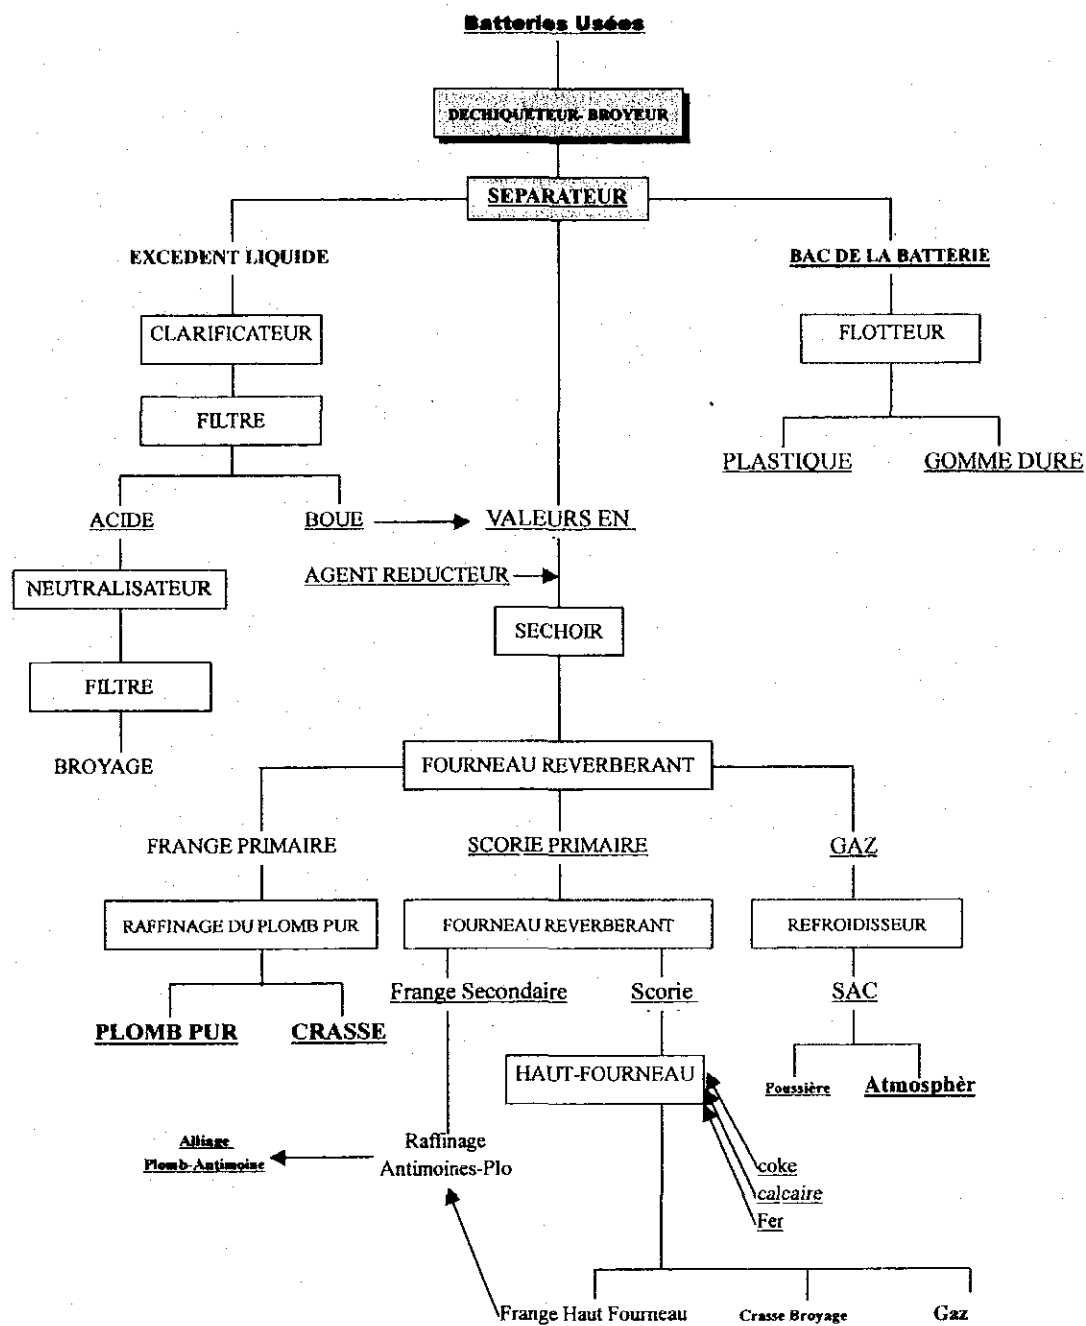 Batteries Usées
DECHIQUETEUR- BROYEUR
SEPARATEUR
EXCEDENT LIQUIDE
BAC DE LA BATTERIE
CLARIFICATEUR
FLOTTEUR
FILTRE
PLASTIQUE
GOMME DURE
ACIDE
BOUE
VALEURS EN
AGENT REDUCTEUR
NEUTRALISATEUR
SECHOIR
FILTRE
BROYAGE
FOURNEAU REVERBERANT
FRANGE PRIMAIRE
SCORIE PRIMAIRE
GAZ
RAFFINAGE DU PLOMB PUR
FOURNEAU REVERBERANT
REFROIDISSEUR
Frange Secondaire
Scorie
SAC
PLOMB PUR
CRASSE
HAUT-FOURNEAU
Poussière
Atmosphèr
Alliage
Plomb-Antimoine
Raffinage
Antimoines-Plo
coke
calcaire
Fer
Frange Haut Fourneau
Crasse Broyage
Gaz